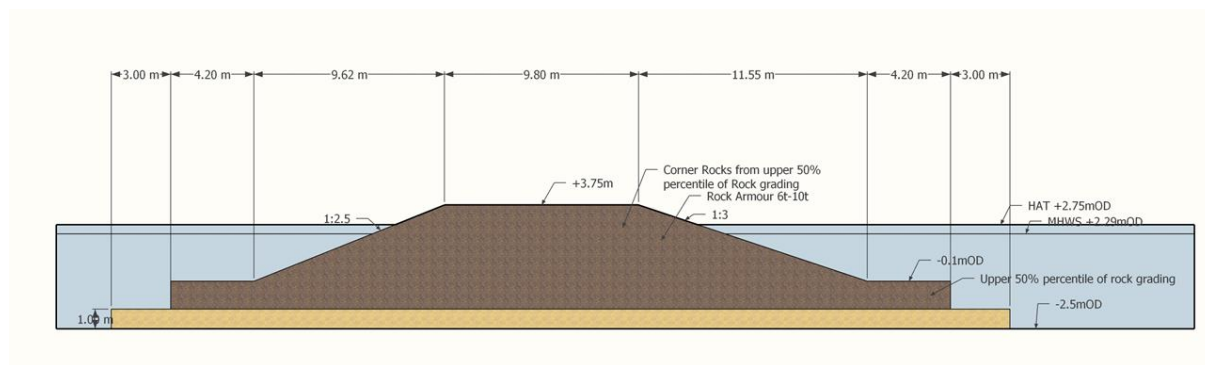 3.00 m 4.20 m 9.62 m 9.80 m 11.55 m 4.20 m 3.00 m
Corner Rocks from upper 50%
percentile of Rock grading
+3.75m
Rock Armour 6t-10t
1:2.5
1:3
HAT +2.75mOD
MHWS +2.29mOD
-0.1mOD
Upper 50% percentile of rock grading
-2.5mOD
1.00 m